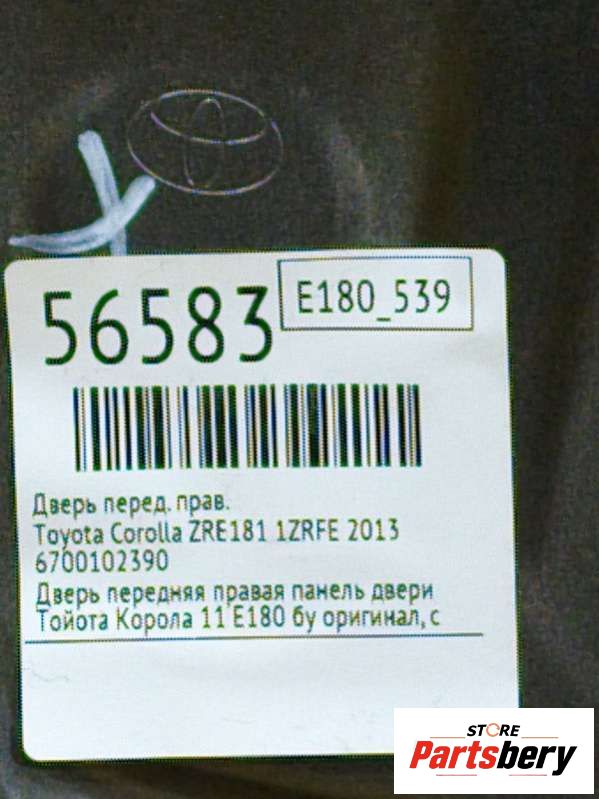 56583
E180_539
Дверь перед. прав.
Toyota Corolla ZRE181 1ZRFE 2013
6700102390
Дверь передняя правая панель двери
Тойота Корола 11 E180 бу оригинал, с
STORE
Partsbery